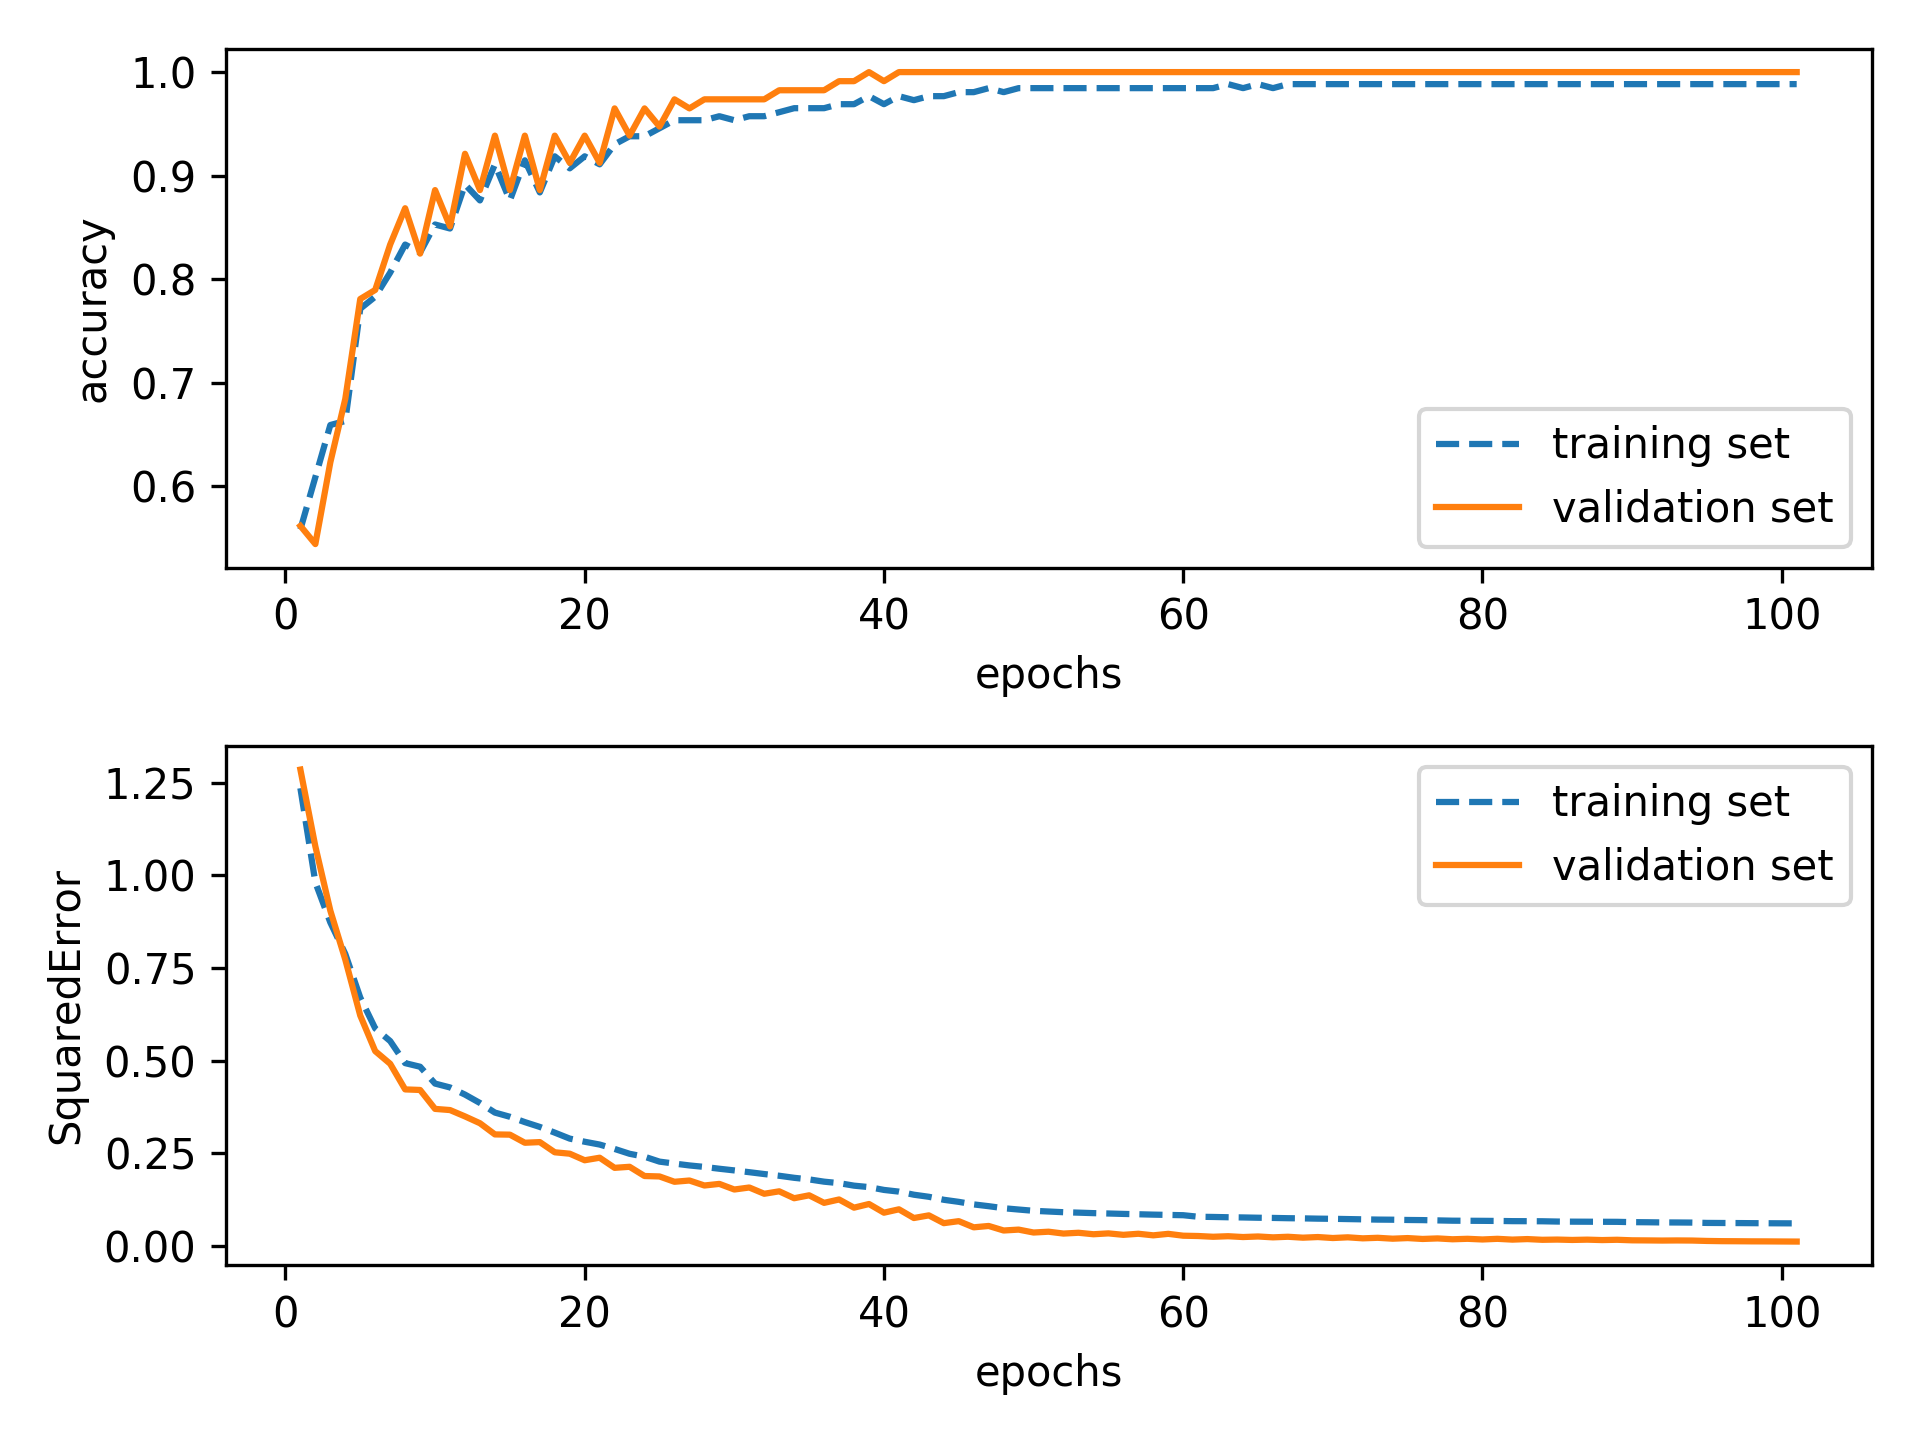 1.0
0.9
0.8
0.7
0.6
accuracy
training set
validation set
0 20 40 60 80 100
epochs
1.25
1.00
0.75
0.50
0.25
0.00
SquaredError
training set
validation set
0 20 40 60 80 100
epochs